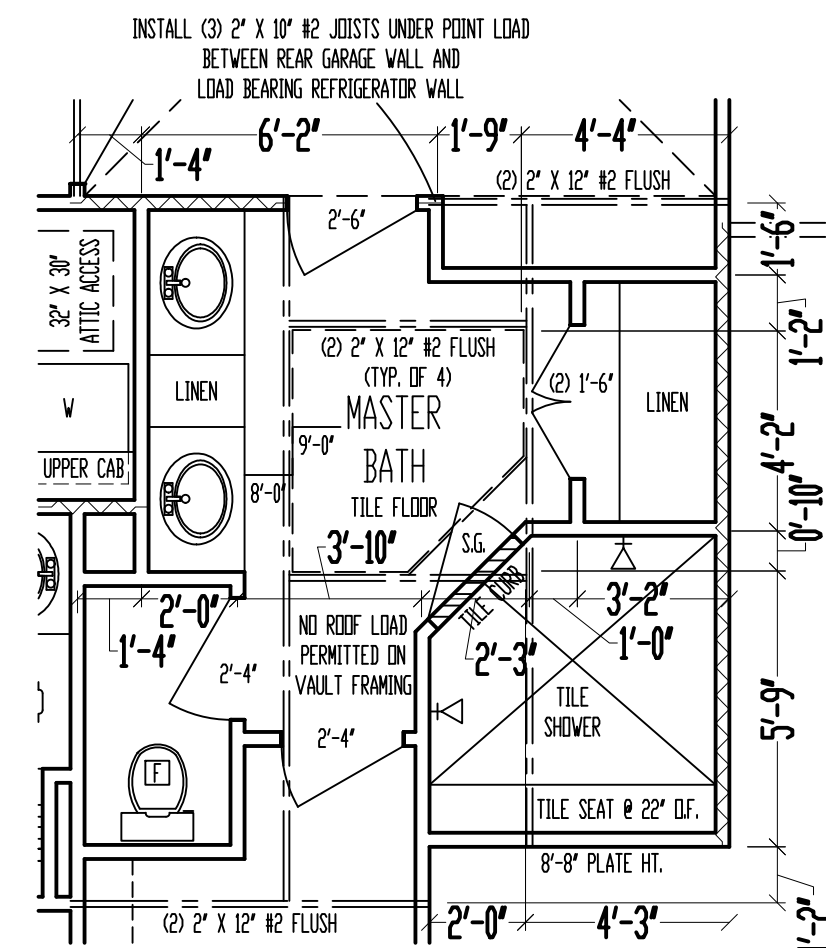 INSTALL (3) 2" X 10" #2 JOISTS UNDER POINT LOAD
BETWEEN REAR GARAGE WALL AND
LOAD BEARING REFRIGERATOR WALL
6'-2"
1'-9"
4'-4"
1'-4"
(2) 2" X 12" #2 FLUSH
2'-6"
1'-6"
32" X 30"
ATTIC ACCESS
(2) 2" X 12" #2 FLUSH
(TYP. OF 4)
1'-2"
LINEN
(2) 1'-6"
LINEN
W
MASTER
BATH
TILE FLOOR
9'-0"
8'-0"
4'-2"
UPPER CAB
0'-10"
S.G.
3'-10"
TILE CURB
2'-0"
3'-2"
1'-4"
NO ROOF LOAD
PERMITTED ON
VAULT FRAMING
2'-3"
1'-0"
2'-4"
TILE
SHOWER
5'-9"
2'-4"
F
TILE SEAT @ 22" O.F.
8'-8" PLATE HT.
(2) 2" X 12" #2 FLUSH
2'-0"
4'-3"
'-2"